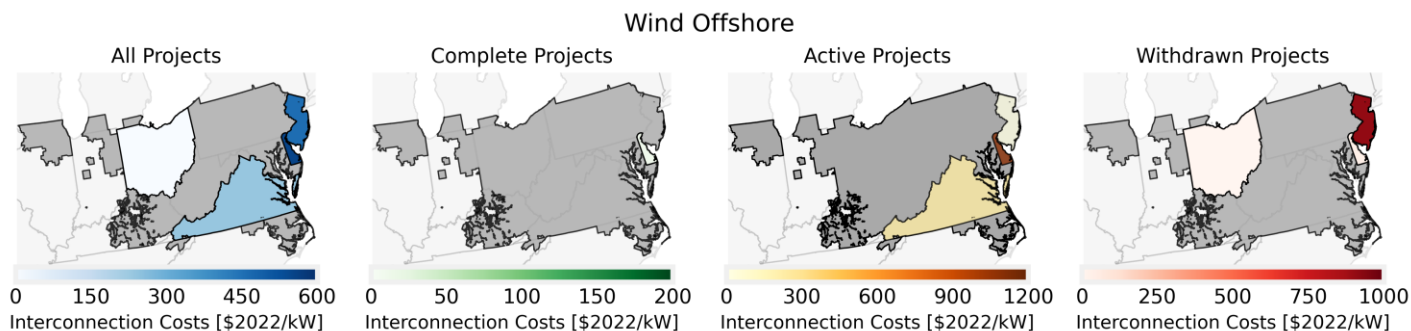 Wind Offshore
All Projects
Complete Projects
Active Projects
Withdrawn Projects
0 150 300 450 600
0 50 100 150 200
0 300 600 900 1200
0 250 500 750 1000
Interconnection Costs [$2022/kW]
Interconnection Costs [$2022/kW]
Interconnection Costs [$2022/kW]
Interconnection Costs [$2022/kW]